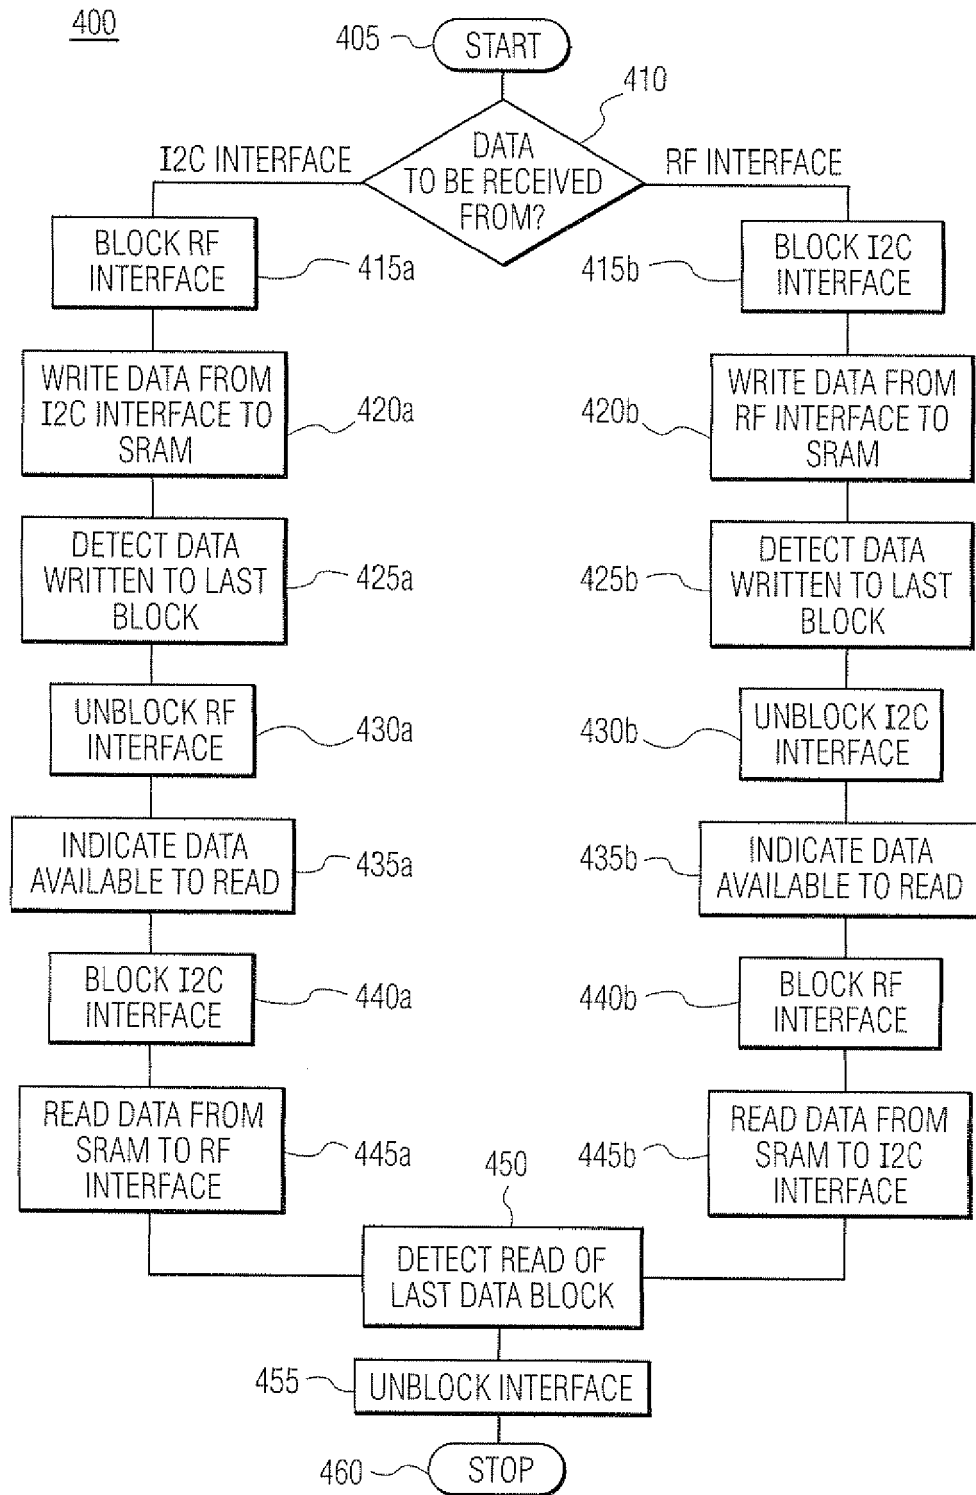 400
405
START
410
DATA
TO BE RECEIVED
FROM?
I2C INTERFACE
RF INTERFACE
BLOCK RF
INTERFACE
415a
415b
BLOCK I2C
INTERFACE
WRITE DATA FROM
I2C INTERFACE TO
SRAM
420a
420b
WRITE DATA FROM
RF INTERFACE TO
SRAM
DETECT DATA
WRITTEN TO LAST
BLOCK
425a
425b
DETECT DATA
WRITTEN TO LAST
BLOCK
UNBLOCK RF
INTERFACE
430a
430b
UNBLOCK I2C
INTERFACE
INDICATE DATA
AVAILABLE TO READ
435a
435b
INDICATE DATA
AVAILABLE TO READ
BLOCK I2C
INTERFACE
440a
440b
BLOCK RF
INTERFACE
READ DATA FROM
SRAM TO RF
INTERFACE
445a
445b
READ DATA FROM
SRAM TO I2C
INTERFACE
450
DETECT READ OF
LAST DATA BLOCK
455
UNBLOCK INTERFACE
460
STOP